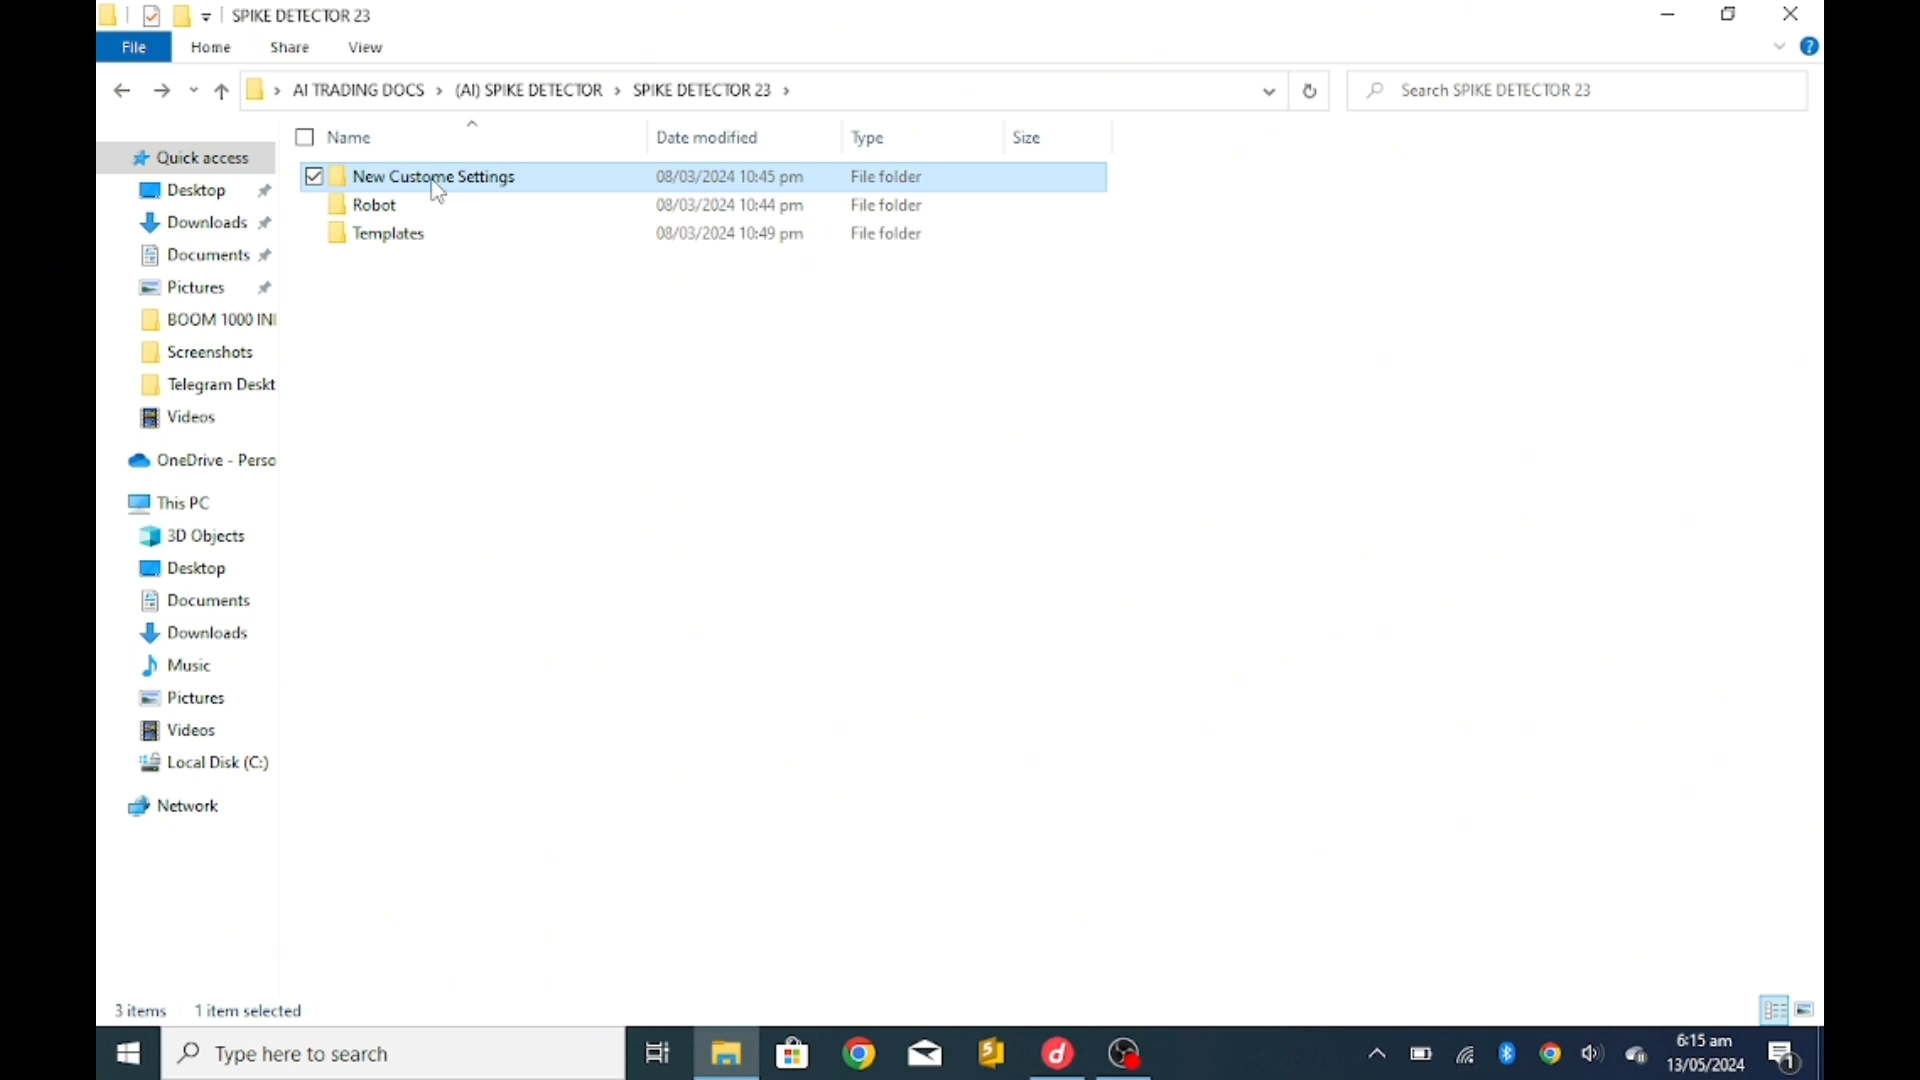 SPIKE DETECTOR 23
File Home Share View
AI TRADING DOCS (AI) SPIKE DETECTOR SPIKE DETECTOR 23
Search SPIKE DETECTOR 23
Name Date modified Type Size
New Custome Settings 08/03/2024 10:45 pm File folder
Robot 08/03/2024 10:44 pm File folder
Templates 08/03/2024 10:49 pm File folder
Quick access
Desktop
Downloads
Documents
Pictures
BOOM 1000 INI
Screenshots
Telegram Deskt
Videos
OneDrive - Perso
This PC
3D Objects
Desktop
Documents
Downloads
Music
Pictures
Videos
Local Disk (C:)
Network
3 items 1 item selected
Type here to search
6:15 am
13/05/2024
1